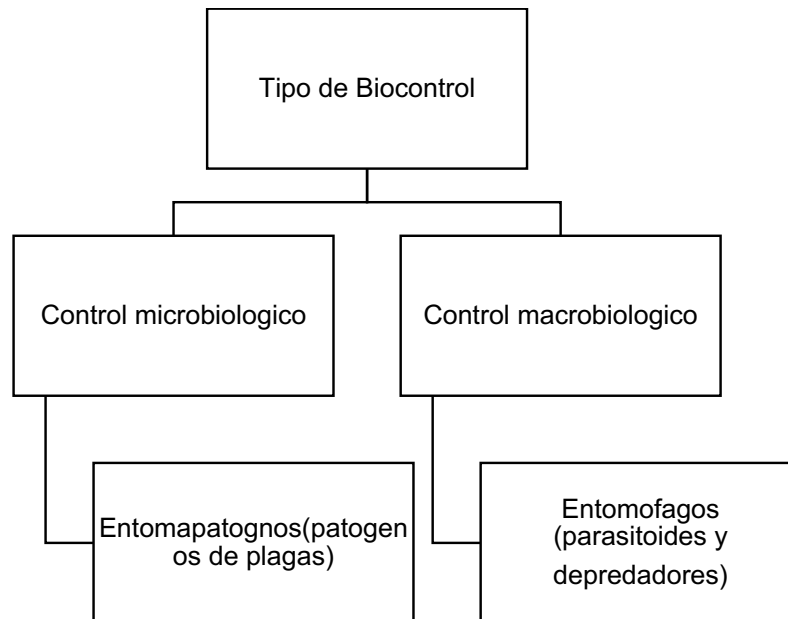 Tipo de Biocontrol
Control microbiologico
Control macrobiologico
Entomapatognos(patogen
os de plagas)
Entomofagos
(parasitoides y
depredadores)